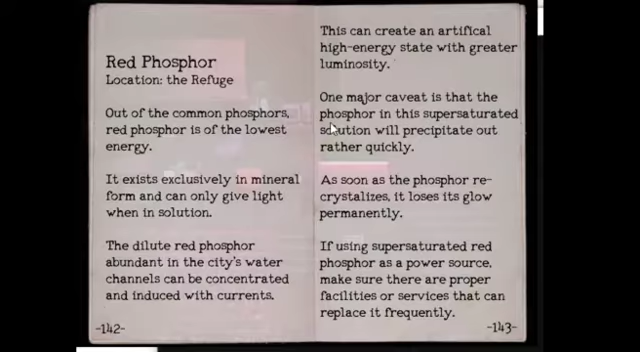 Red Phosphor
Location: the Refuge
Out of the common phosphors,
red phosphor is of the lowest
energy.
It exists exclusively in mineral
form and can only give light
when in solution.
The dilute red phosphor
abundant in the city's water
channels can be concentrated
and induced with currents.
-142-
This can create an artifical
high-energy state with greater
luminosity.
One major caveat is that the
phosphor in this supersaturated
solution will precipitate out
rather quickly.
As soon as the phosphor re-
crystalizes, it loses its glow
permanently.
If using supersaturated red
phosphor as a power source,
make sure there are proper
facilities or services that can
replace it frequently.
-143-